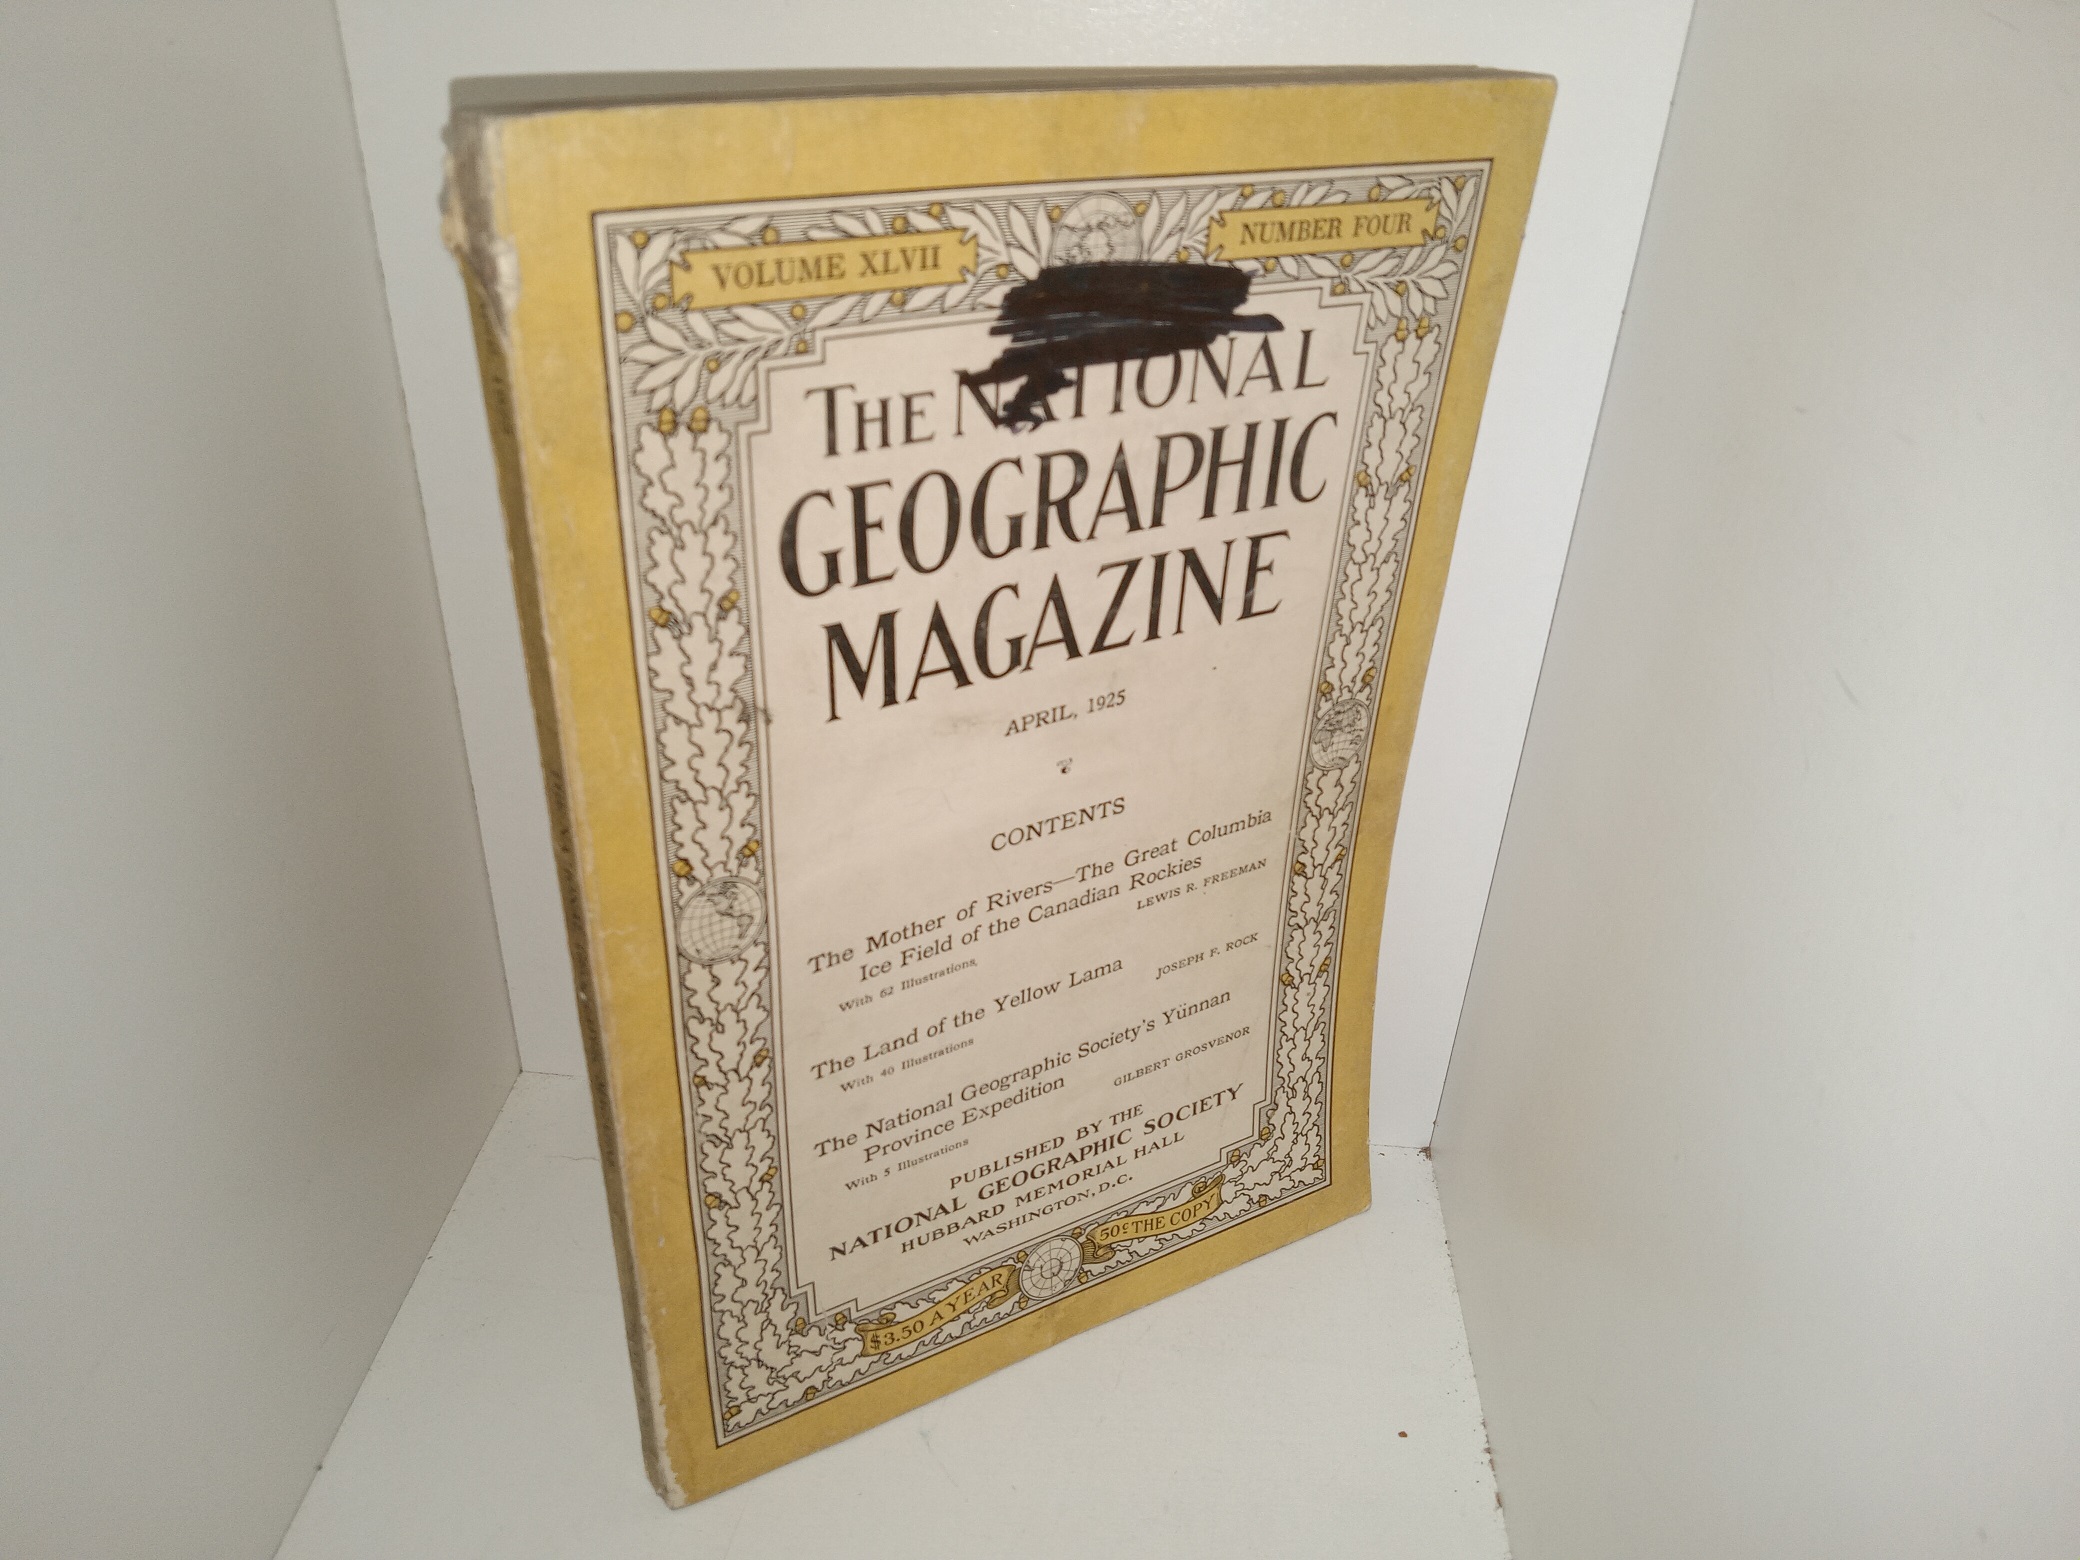 VOLUME XLVII
NUMBER FOUR
THE NATIONAL
GEOGRAPHIC
MAGAZINE
APRIL, 1925
CONTENTS
The Mother of Rivers—The Great Columbia
Ice Field of the Canadian Rockies
With 62 Illustrations
LEWIS R. FREEMAN
The Land of the Yellow Lama
With 40 Illustrations
JOSEPH F. ROCK
The National Geographic Society's Yünnan
Province Expedition
With 5 Illustrations
GILBERT GROSVENOR
PUBLISHED BY THE
NATIONAL GEOGRAPHIC SOCIETY
HUBBARD MEMORIAL HALL
WASHINGTON, D.C.
$3.50 A YEAR
50¢ THE COPY